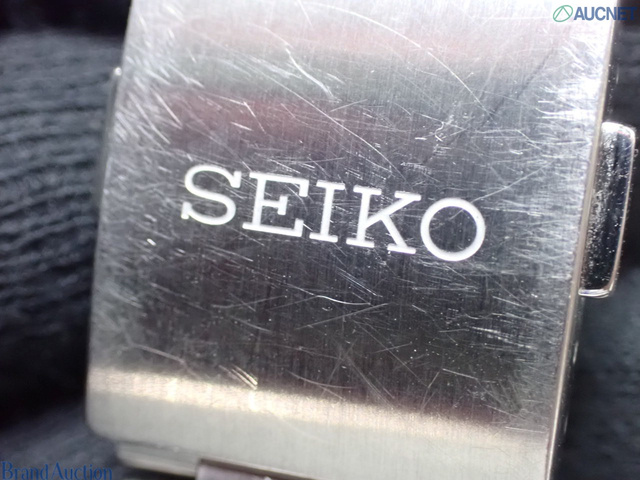 AUCNET
SEIKO
Brand Auction